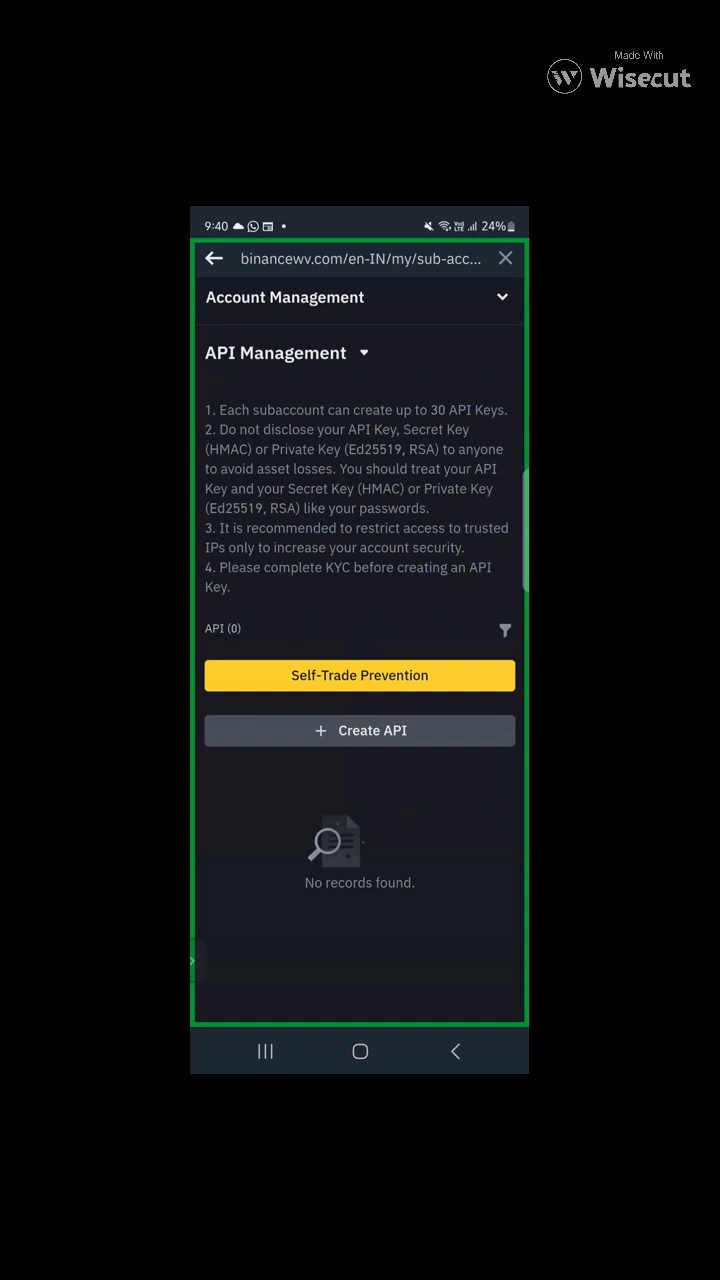 Made With
Wisecut
9:40
24%
binancewv.com/en-IN/my/sub-acc...
Account Management
API Management
1. Each subaccount can create up to 30 API Keys.
2. Do not disclose your API Key, Secret Key
(HMAC) or Private Key (Ed25519, RSA) to anyone
to avoid asset losses. You should treat your API
Key and your Secret Key (HMAC) or Private Key
(Ed25519, RSA) like your passwords.
3. It is recommended to restrict access to trusted
IPs only to increase your account security.
4. Please complete KYC before creating an API
Key.
API (0)
Self-Trade Prevention
+ Create API
No records found.